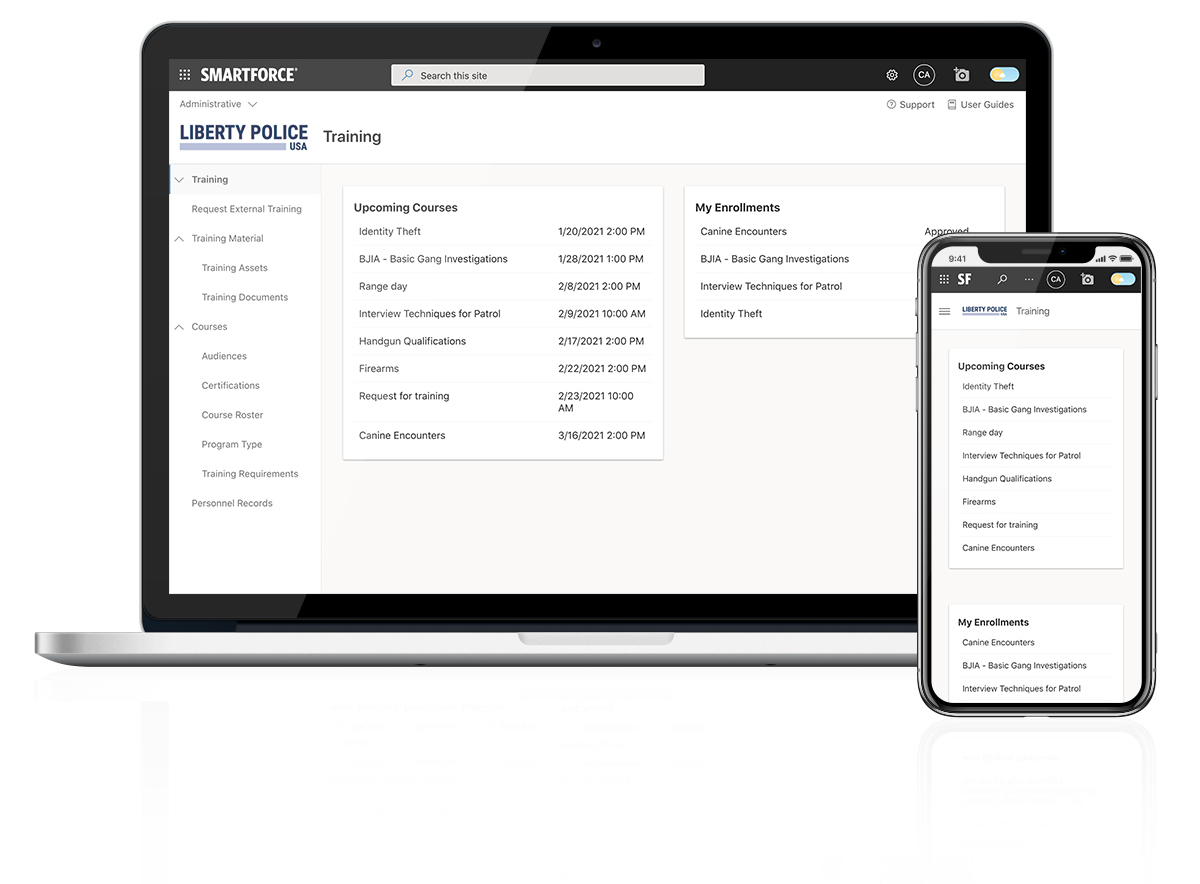 SMARTFORCE®
Search this site
CA
Administrative
Support
User Guides
LIBERTY POLICE
USA
Training
Training
Request External Training
Training Material
Training Assets
Training Documents
Courses
Audiences
Certifications
Course Roster
Program Type
Training Requirements
Personnel Records
Upcoming Courses
Identity Theft 1/20/2021 2:00 PM
BJIA - Basic Gang Investigations 1/28/2021 1:00 PM
Range day 2/8/2021 2:00 PM
Interview Techniques for Patrol 2/9/2021 10:00 AM
Handgun Qualifications 2/17/2021 2:00 PM
Firearms 2/22/2021 2:00 PM
Request for training 2/23/2021 10:00
AM
Canine Encounters 3/16/2021 2:00 PM
My Enrollments
Canine Encounters Approved
BJIA - Basic Gang Investigations
Interview Techniques for Patrol
Identity Theft
9:41
SF
CA
LIBERTY POLICE
USA
Training
Upcoming Courses
Identity Theft
BJIA - Basic Gang Investigations
Range day
Interview Techniques for Patrol
Handgun Qualifications
Firearms
Request for training
Canine Encounters
My Enrollments
Canine Encounters
BJIA - Basic Gang Investigations
Interview Techniques for Patrol